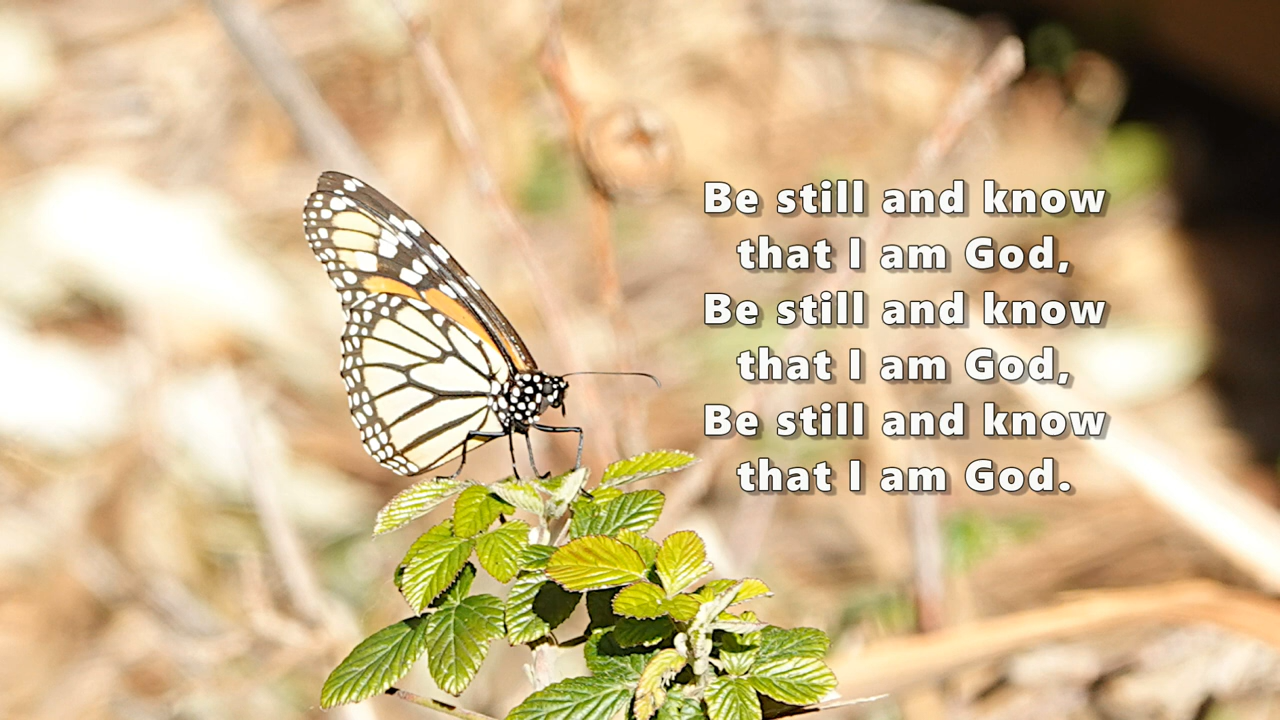 Be still and know
that I am God,
Be still and know
that I am God,
Be still and know
that I am God.